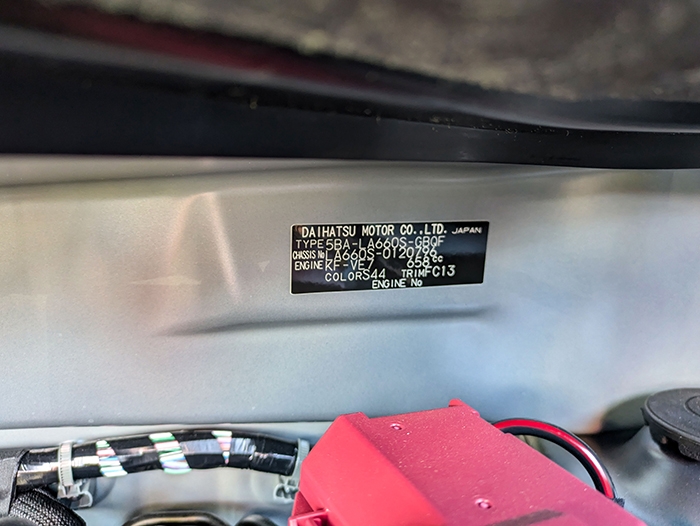 DAIHATSU MOTOR CO.,LTD. JAPAN
TYPE 5BA-LA660S-GBQF
CHASSIS No LA660S-0120796
ENGINE KF-VE7 658cc
COLOR S44 TRIM FC13
ENGINE No